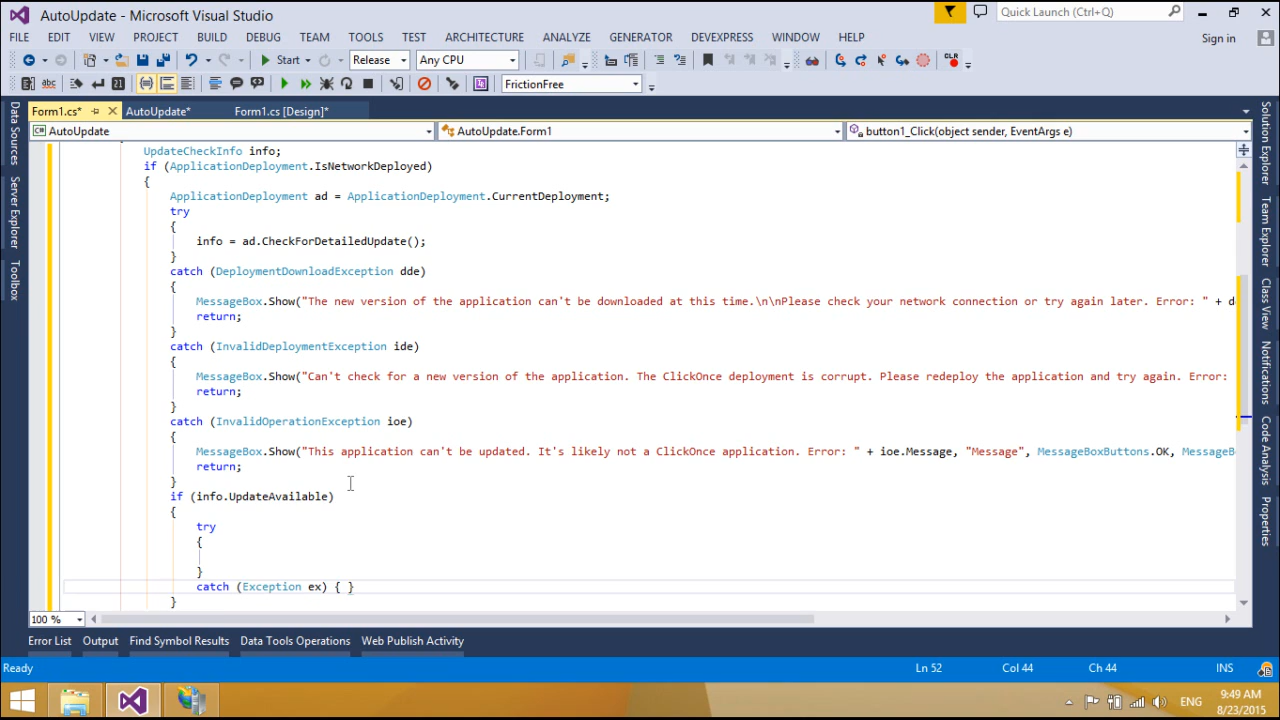 AutoUpdate - Microsoft Visual Studio
Quick Launch (Ctrl+Q)
FILE EDIT VIEW PROJECT BUILD DEBUG TEAM TOOLS TEST ARCHITECTURE ANALYZE GENERATOR DEVEXPRESS WINDOW HELP
Sign in
Start Release Any CPU
FrictionFree
Form1.cs* AutoUpdate* Form1.cs [Design]*
AutoUpdate AutoUpdate.Form1 button1_Click(object sender, EventArgs e)
UpdateCheckInfo info;
if (ApplicationDeployment.IsNetworkDeployed)
{
ApplicationDeployment ad = ApplicationDeployment.CurrentDeployment;
try
{
info = ad.CheckForDetailedUpdate();
}
catch (DeploymentDownloadException dde)
{
MessageBox.Show("The new version of the application can't be downloaded at this time.\n\nPlease check your network connection or try again later. Error: " + d
return;
}
catch (InvalidDeploymentException ide)
{
MessageBox.Show("Can't check for a new version of the application. The ClickOnce deployment is corrupt. Please redeploy the application and try again. Error:
return;
}
catch (InvalidOperationException ioe)
{
MessageBox.Show("This application can't be updated. It's likely not a ClickOnce application. Error: " + ioe.Message, "Message", MessageBoxButtons.OK, MessageB
return;
}
if (info.UpdateAvailable)
{
try
{
}
catch (Exception ex) { }
}
Data Sources
Server Explorer
Toolbox
Solution Explorer
Team Explorer
Class View
Notifications
Code Analysis
Properties
100 %
Error List Output Find Symbol Results Data Tools Operations Web Publish Activity
Ready Ln 52 Col 44 Ch 44 INS
ENG
9:49 AM
8/23/2015